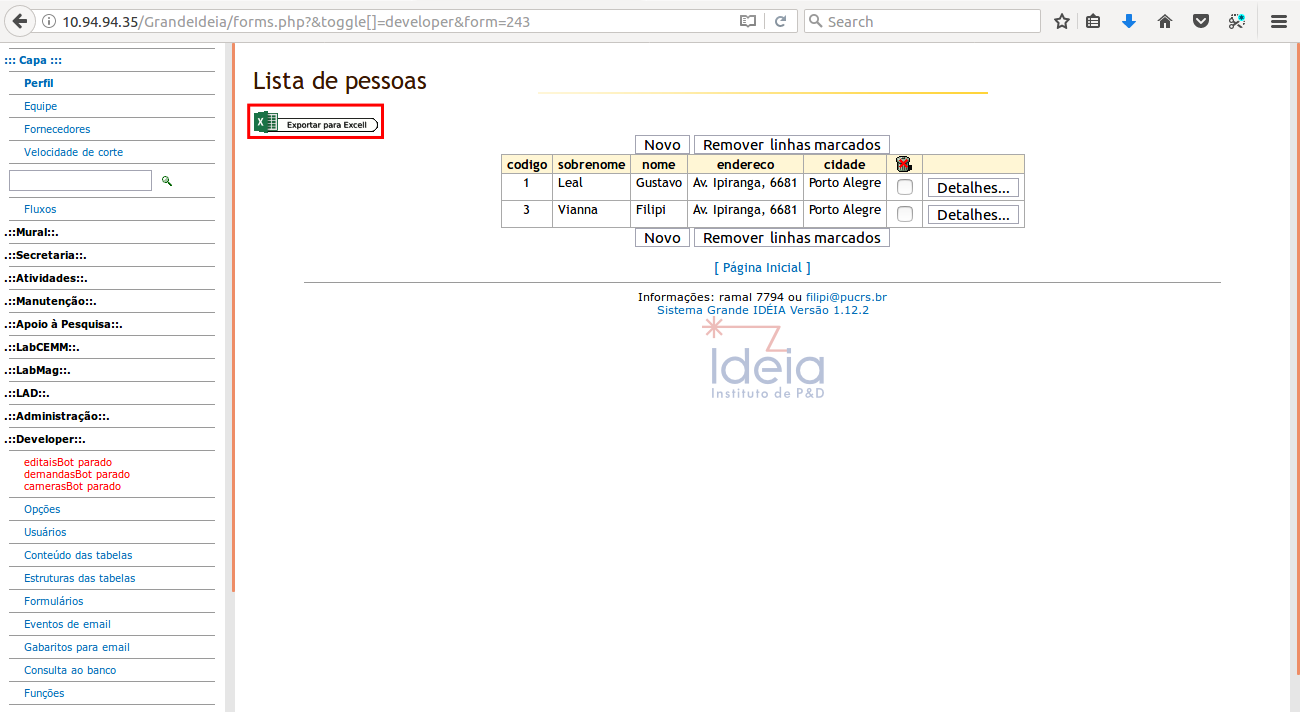 10.94.94.35/GrandeIdeia/forms.php?&toggle[]=developer&form=243
Search
::: Capa :::
Perfil
Equipe
Fornecedores
Velocidade de corte
Fluxos
.::Mural::.
.::Secretaria::.
.::Atividades::.
.::Manutenção::.
.::Apoio à Pesquisa::.
.::LabCEMM::.
.::LabMag::.
.::LAD::.
.::Administração::.
.::Developer::.
editaisBot parado
demandasBot parado
camerasBot parado
Opções
Usuários
Conteúdo das tabelas
Estruturas das tabelas
Formulários
Eventos de email
Gabaritos para email
Consulta ao banco
Funções
Lista de pessoas
X Exportar para Excell
Novo Remover linhas marcados
codigo sobrenome nome endereco cidade
1 Leal Gustavo Av. Ipiranga, 6681 Porto Alegre Detalhes...
3 Vianna Filipi Av. Ipiranga, 6681 Porto Alegre Detalhes...
Novo Remover linhas marcados
[ Página Inicial ]
Informações: ramal 7794 ou filipi@pucrs.br
Sistema Grande IDÉIA Versão 1.12.2
Ideia
Instituto de P&D